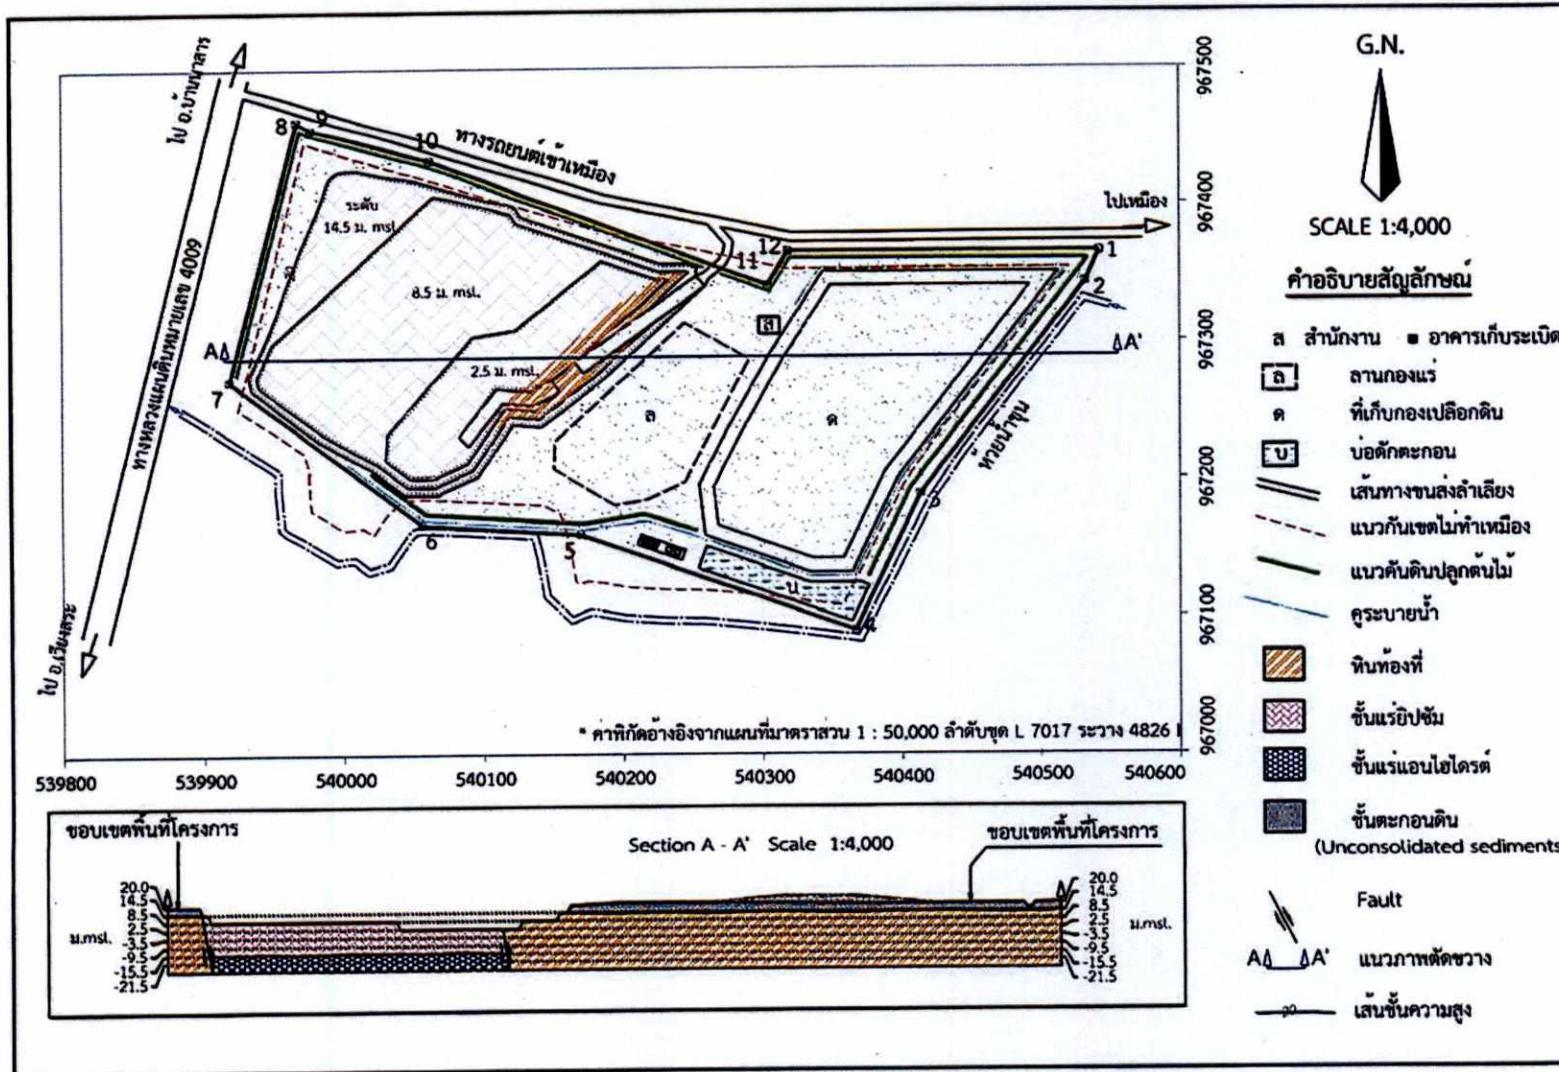 ไป อ.บ้านนาสาร
ทางหลวงแผ่นดินหมายเลข 4009
ไป อ.เวียงสระ
ทางรถยนต์เข้าเหมือง
ไปเหมือง
8
9
10
11
12
1
2
3
4
5
6
7
ระดับ
14.5 ม. msl.
8.5 ม. msl.
2.5 ม. msl.
A
A'
ส
ล
ด
บ
ห้วยน้ำขุน
* ค่าพิกัดอ้างอิงจากแผนที่มาตราสวน 1 : 50,000 ลำดับชุด L 7017 ระวาง 4826 I
967500
967400
967300
967200
967100
967000
539800 539900 540000 540100 540200 540300 540400 540500 540600
G.N.
SCALE 1:4,000
คำอธิบายสัญลักษณ์
ส สำนักงาน ■ อาคารเก็บระเบิด
ล ลานกองแร่
ด ที่เก็บกองเปลือกดิน
บ บ่อดักตะกอน
เส้นทางขนส่งลำเลียง
แนวกันเขตไม่ทำเหมือง
แนวคันดินปลูกต้นไม้
คูระบายน้ำ
หินท้องที่
ชั้นแร่ยิปซัม
ชั้นแร่แอนไฮไดรต์
ชั้นตะกอนดิน
(Unconsolidated sediments
Fault
A A' แนวภาพตัดขวาง
20 เส้นชั้นความสูง
ขอบเขตพื้นที่โครงการ
Section A - A' Scale 1:4,000
ขอบเขตพื้นที่โครงการ
20.0
14.5
8.5
2.5
-3.5
-9.5
-15.5
-21.5
ม.msl.
20.0
14.5
8.5
2.5
-3.5
-9.5
-15.5
-21.5
ม.msl.